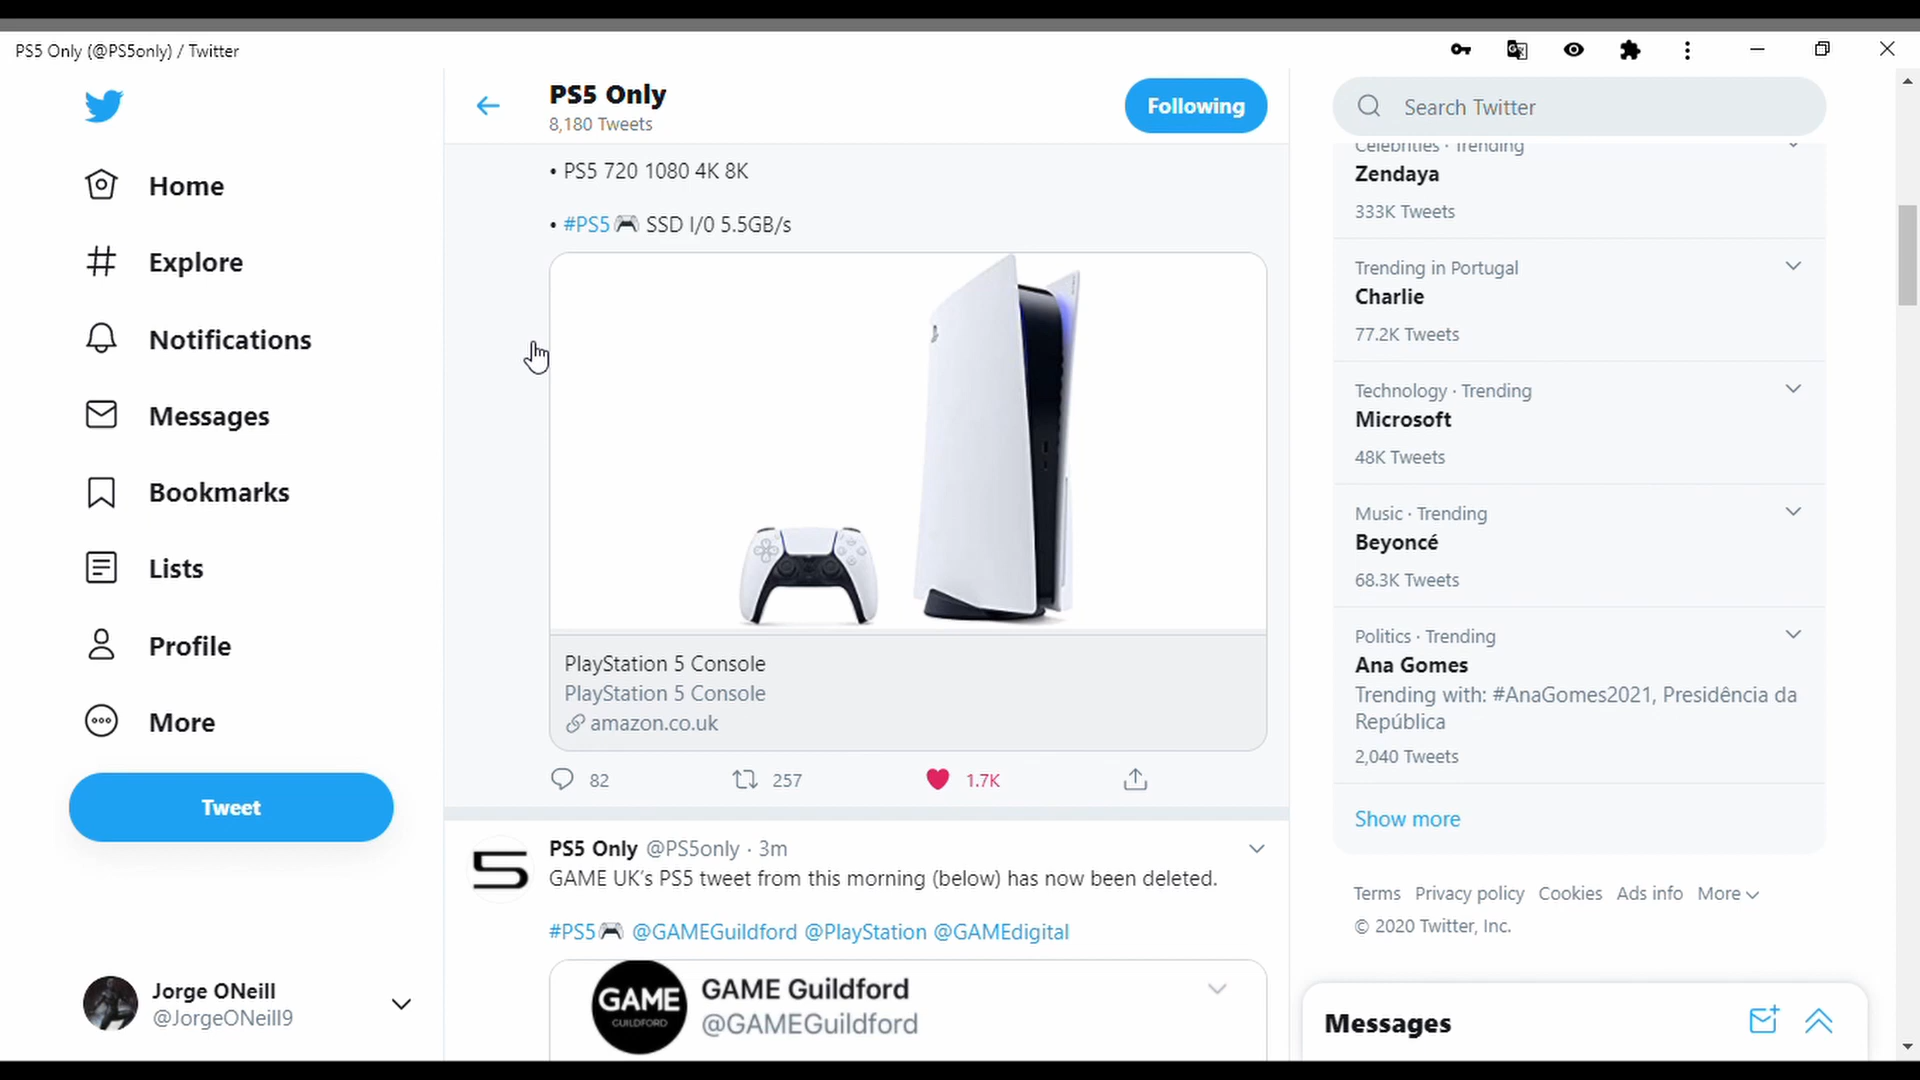 PS5 Only (@PS5only) / Twitter
Home
Explore
Notifications
Messages
Bookmarks
Lists
Profile
More
Tweet
Jorge ONeill
@JorgeONeill9
PS5 Only
8,180 Tweets
Following
• PS5 720 1080 4K 8K
• #PS5🎮 SSD I/0 5.5GB/s
PlayStation 5 Console
PlayStation 5 Console
amazon.co.uk
82 257 1.7K
PS5 Only @PS5only · 3m
GAME UK's PS5 tweet from this morning (below) has now been deleted.
#PS5🎮 @GAMEGuildford @PlayStation @GAMEdigital
GAME
GUILDFORD
GAME Guildford
@GAMEGuildford
Search Twitter
Celebrities · Trending
Zendaya
333K Tweets
Trending in Portugal
Charlie
77.2K Tweets
Technology · Trending
Microsoft
48K Tweets
Music · Trending
Beyoncé
68.3K Tweets
Politics · Trending
Ana Gomes
Trending with: #AnaGomes2021, Presidência da
República
2,040 Tweets
Show more
Terms Privacy policy Cookies Ads info More
© 2020 Twitter, Inc.
Messages